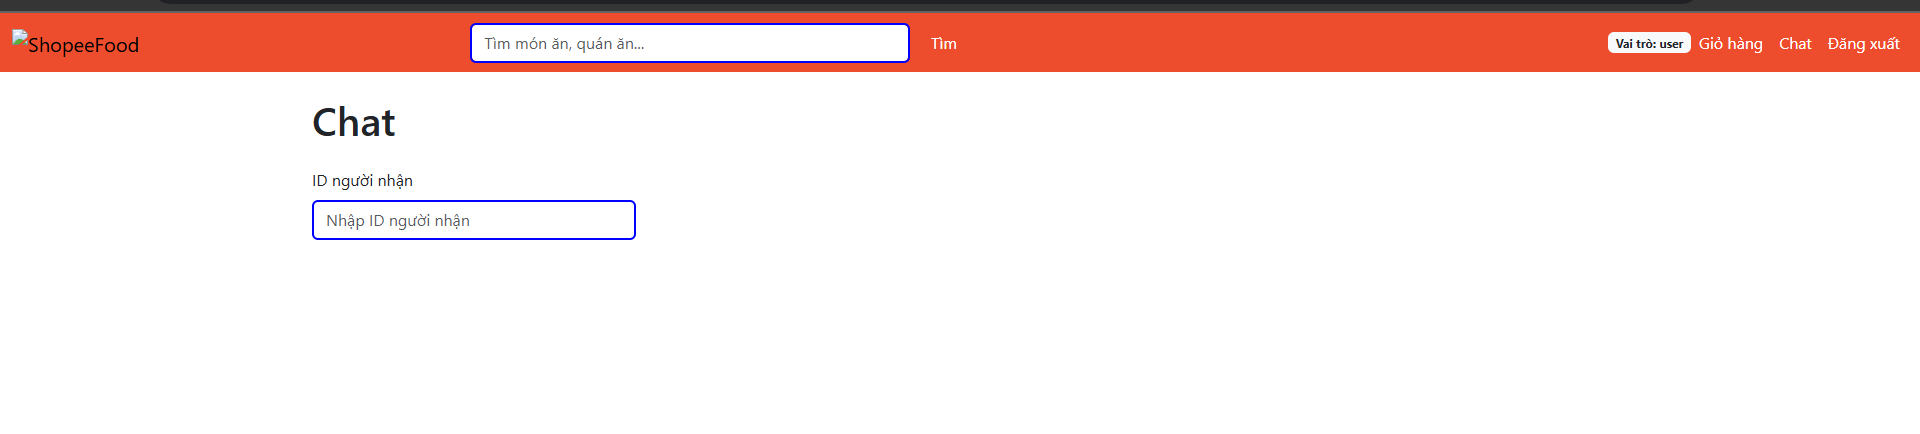 ShopeeFood
Tìm món ăn, quán ăn...
Tìm
Vai trò: user
Giỏ hàng
Chat
Đăng xuất
Chat
ID người nhận
Nhập ID người nhận